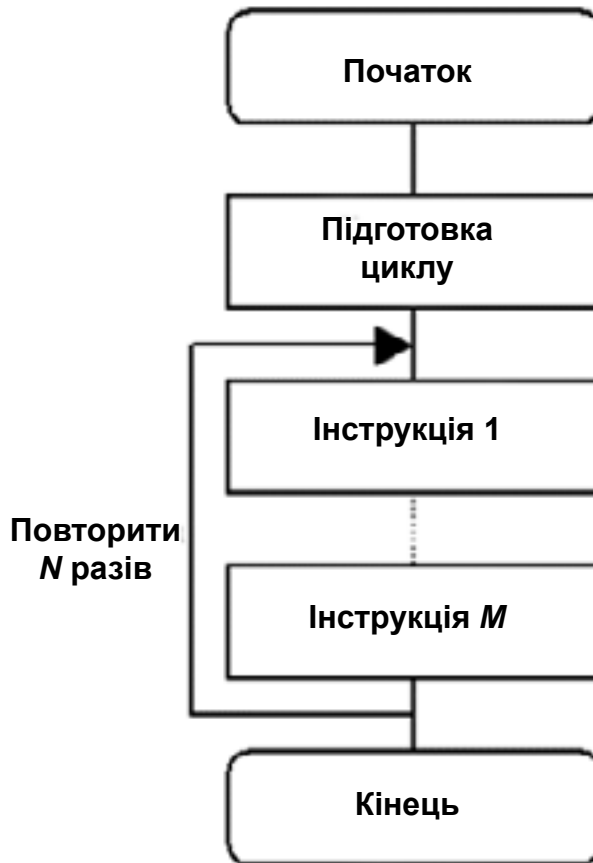 Початок
Підготовка
циклу
Інструкція 1
Повторити
N разів
Інструкція M
Кінець